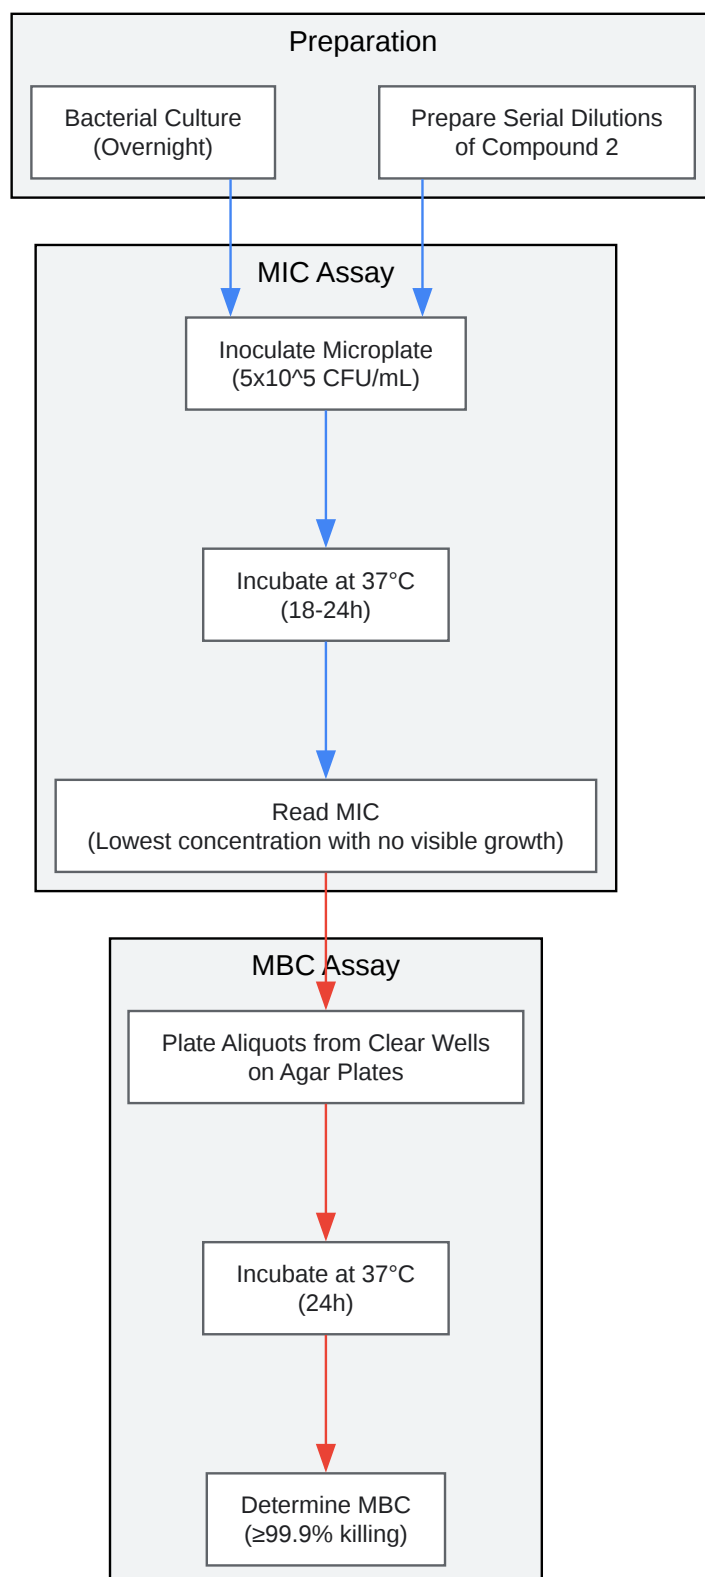 Preparation
Bacterial Culture
(Overnight)
Prepare Serial Dilutions
of Compound 2
MIC Assay
Inoculate Microplate
(5x10^5 CFU/mL)
Incubate at 37°C
(18-24h)
Read MIC
(Lowest concentration with no visible growth)
MBC Assay
Plate Aliquots from Clear Wells
on Agar Plates
Incubate at 37°C
(24h)
Determine MBC
(≥99.9% killing)